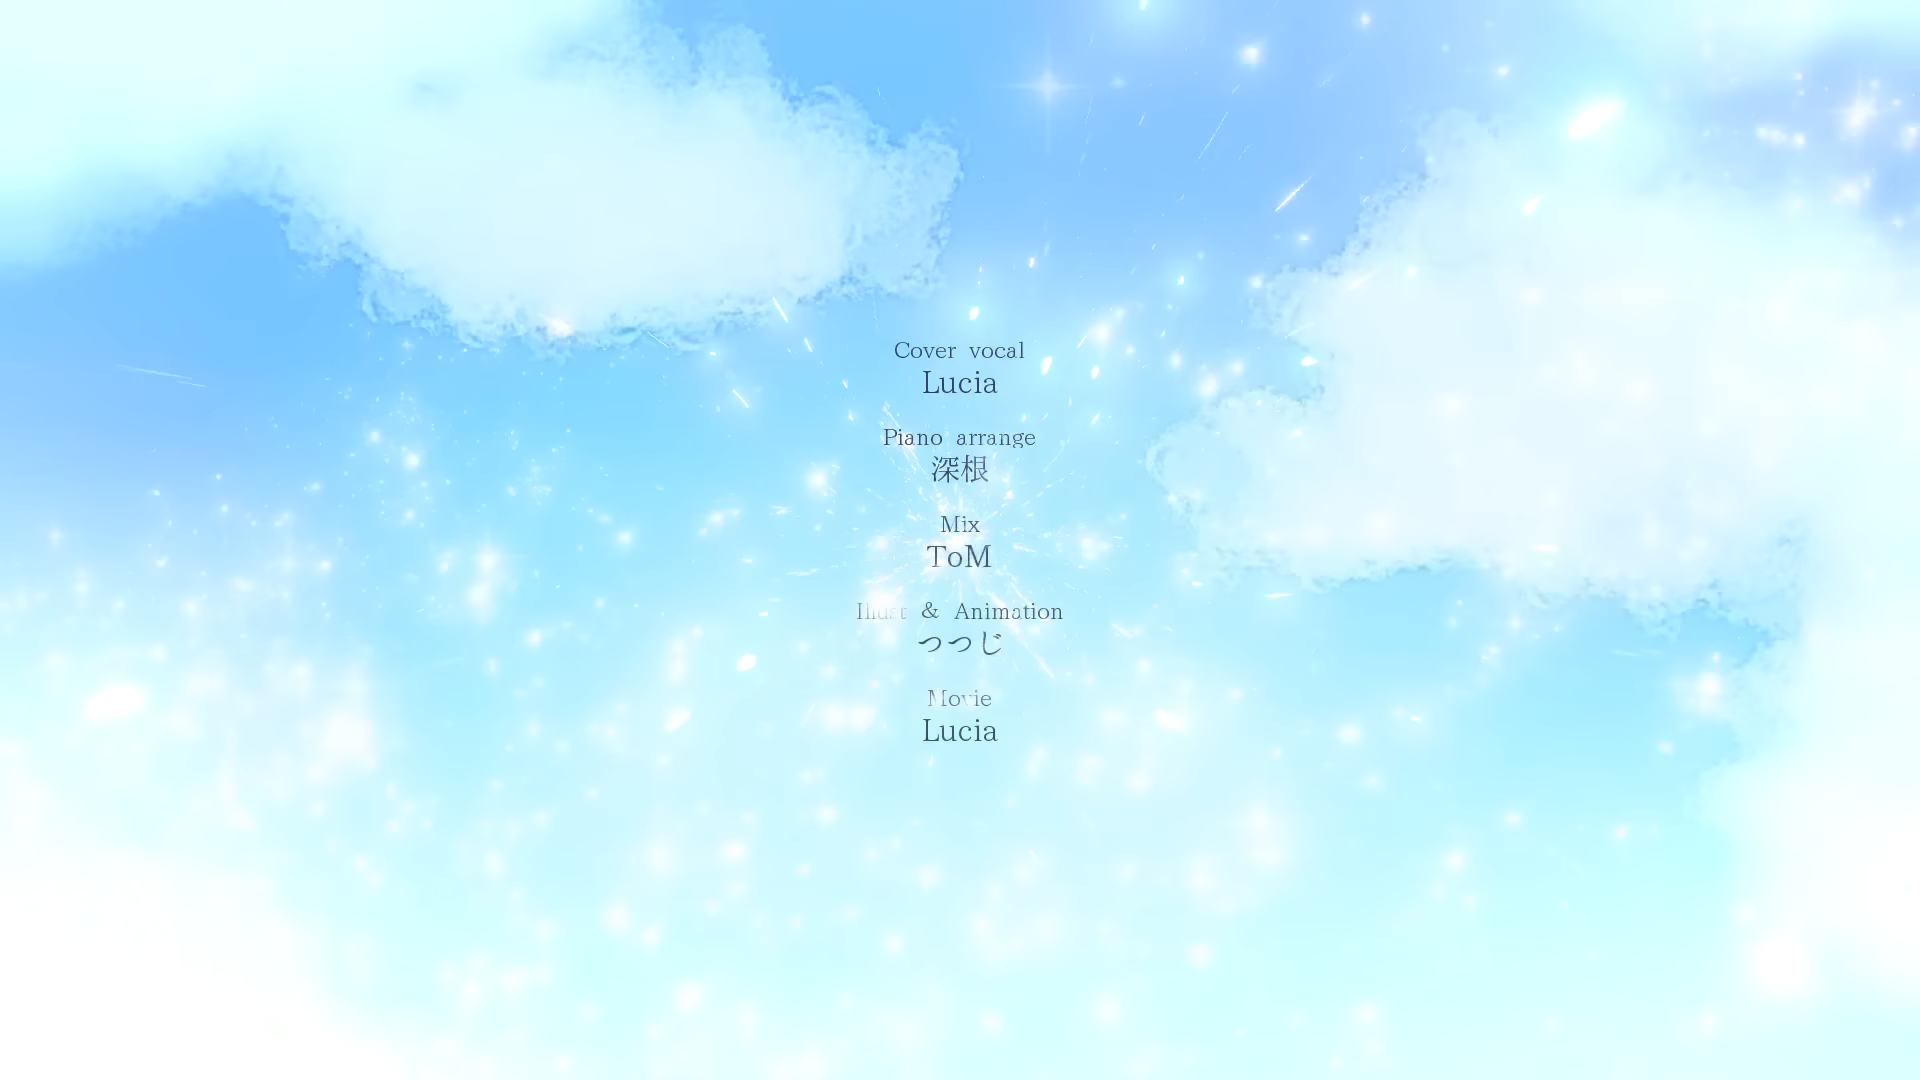 Cover vocal
Lucia
Piano arrange
深根
Mix
ToM
Illust & Animation
つつじ
Movie
Lucia